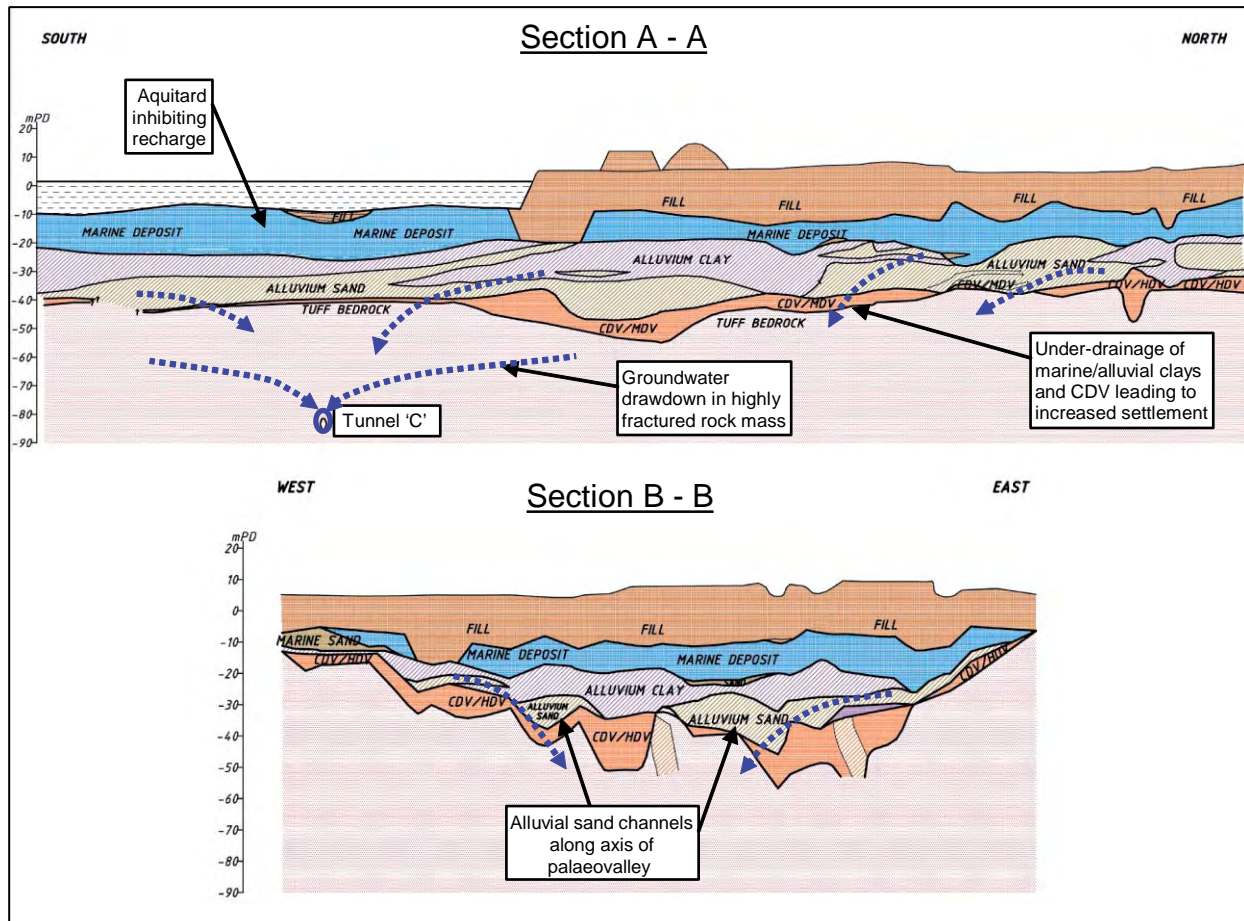 Section A - A
SOUTH
NORTH
Aquitard
inhibiting
recharge
mPD
20
10
0
-10
-20
-30
-40
-50
-60
-70
-80
-90
FILL
MARINE DEPOSIT
MARINE DEPOSIT
FILL
FILL
FILL
FILL
MARINE DEPOSIT
ALLUVIUM CLAY
ALLUVIUM SAND
ALLUVIUM SAND
TUFF BEDROCK
CDV/MDV
TUFF BEDROCK
CDV/MDV
CDV/MDV
CDV/HDV
CDV/HDV
Groundwater
drawdown in highly
fractured rock mass
Tunnel ‘C’
Under-drainage of
marine/alluvial clays
and CDV leading to
increased settlement
Section B - B
WEST
EAST
mPD
20
10
0
-10
-20
-30
-40
-50
-60
-70
-80
-90
FILL
FILL
FILL
MARINE SAND
MARINE DEPOSIT
MARINE DEPOSIT
CDV/HDV
ALLUVIUM CLAY
SAND
CDV/HDV
CDV/HDV
ALLUVIUM
SAND
ALLUVIUM SAND
CDV/HDV
Alluvial sand channels
along axis of
palaeovalley